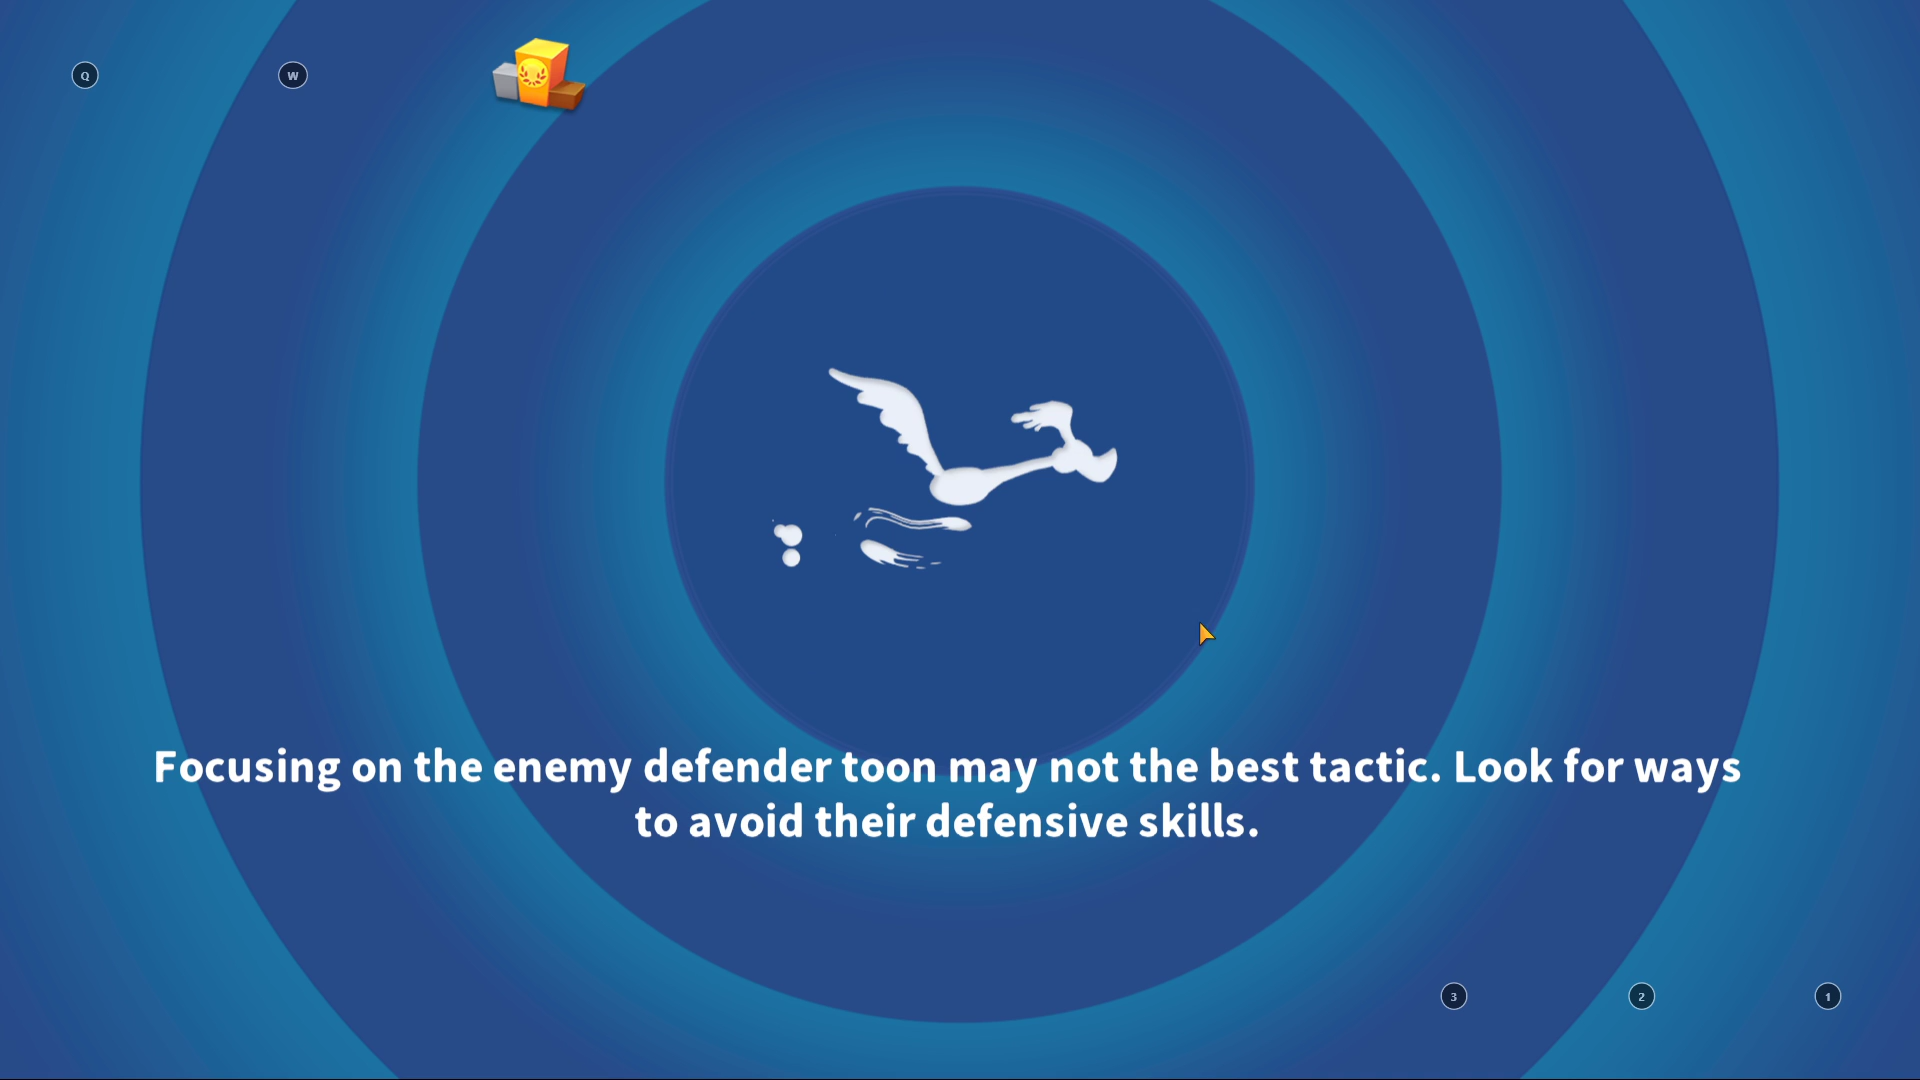 Q
W
Focusing on the enemy defender toon may not the best tactic. Look for ways
to avoid their defensive skills.
3
2
1